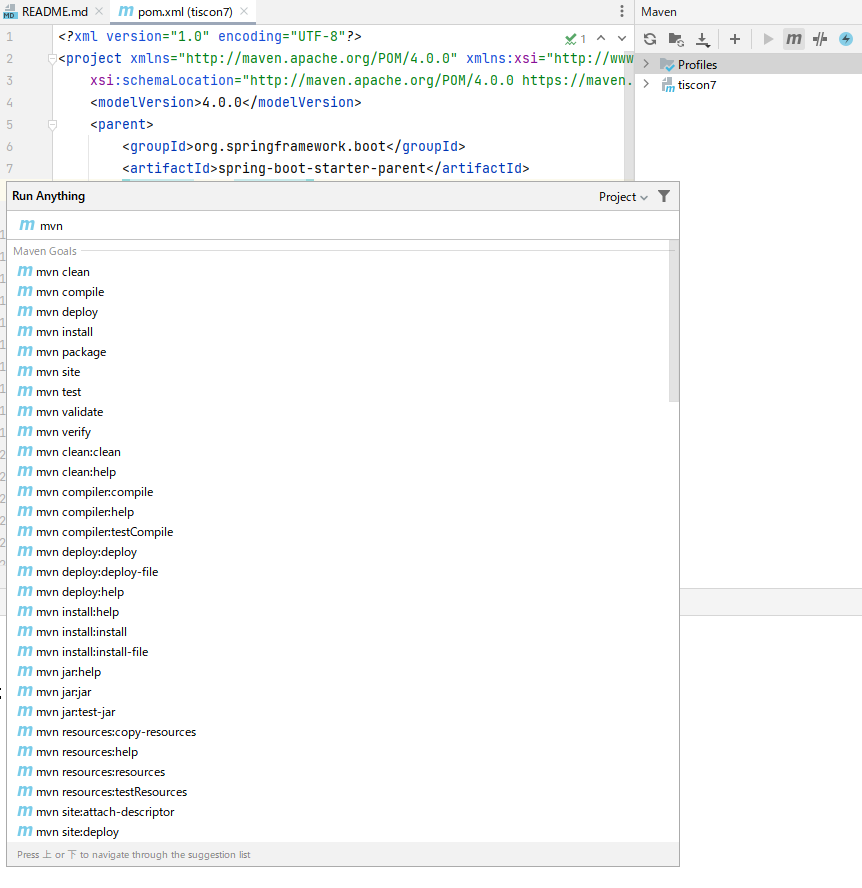 README.md
pom.xml (tiscon7)
Maven
1 <?xml version="1.0" encoding="UTF-8"?>
1
2 <project xmlns="http://maven.apache.org/POM/4.0.0" xmlns:xsi="http://www
3 xsi:schemaLocation="http://maven.apache.org/POM/4.0.0 https://maven.
4 <modelVersion>4.0.0</modelVersion>
5 <parent>
6 <groupId>org.springframework.boot</groupId>
7 <artifactId>spring-boot-starter-parent</artifactId>
Profiles
tiscon7
Run Anything
Project
mvn
Maven Goals
mvn clean
mvn compile
mvn deploy
mvn install
mvn package
mvn site
mvn test
mvn validate
mvn verify
mvn clean:clean
mvn clean:help
mvn compiler:compile
mvn compiler:help
mvn compiler:testCompile
mvn deploy:deploy
mvn deploy:deploy-file
mvn deploy:help
mvn install:help
mvn install:install
mvn install:install-file
mvn jar:help
mvn jar:jar
mvn jar:test-jar
mvn resources:copy-resources
mvn resources:help
mvn resources:resources
mvn resources:testResources
mvn site:attach-descriptor
mvn site:deploy
Press 上 or 下 to navigate through the suggestion list